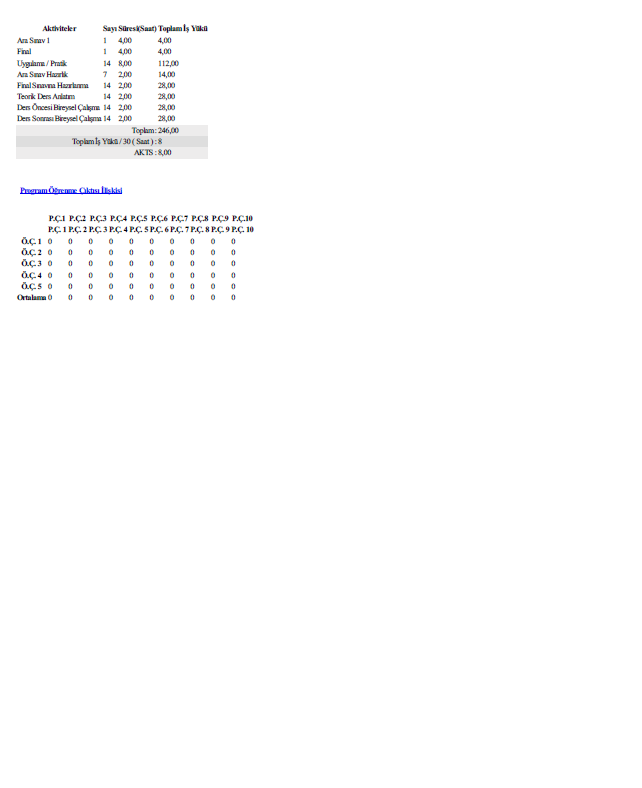 Aktiviteler Sayı Süresi(Saat) Toplam İş Yükü
Ara Sınav 1 1 4,00 4,00
Final 1 4,00 4,00
Uygulama / Pratik 14 8,00 112,00
Ara Sınav Hazırlık 7 2,00 14,00
Final Sınavına Hazırlanma 14 2,00 28,00
Teorik Ders Anlatım 14 2,00 28,00
Ders Öncesi Bireysel Çalışma 14 2,00 28,00
Ders Sonrası Bireysel Çalışma 14 2,00 28,00
Toplam : 246,00
Toplam İş Yükü / 30 ( Saat ) : 8
AKTS : 8,00
Program Öğrenme Çıktısı İlişkisi
P.Ç.1 P.Ç.2 P.Ç.3 P.Ç.4 P.Ç.5 P.Ç.6 P.Ç.7 P.Ç.8 P.Ç.9 P.Ç.10
P.Ç. 1 P.Ç. 2 P.Ç. 3 P.Ç. 4 P.Ç. 5 P.Ç. 6 P.Ç. 7 P.Ç. 8 P.Ç. 9 P.Ç. 10
Ö.Ç. 1 0 0 0 0 0 0 0 0 0 0
Ö.Ç. 2 0 0 0 0 0 0 0 0 0 0
Ö.Ç. 3 0 0 0 0 0 0 0 0 0 0
Ö.Ç. 4 0 0 0 0 0 0 0 0 0 0
Ö.Ç. 5 0 0 0 0 0 0 0 0 0 0
Ortalama 0 0 0 0 0 0 0 0 0 0